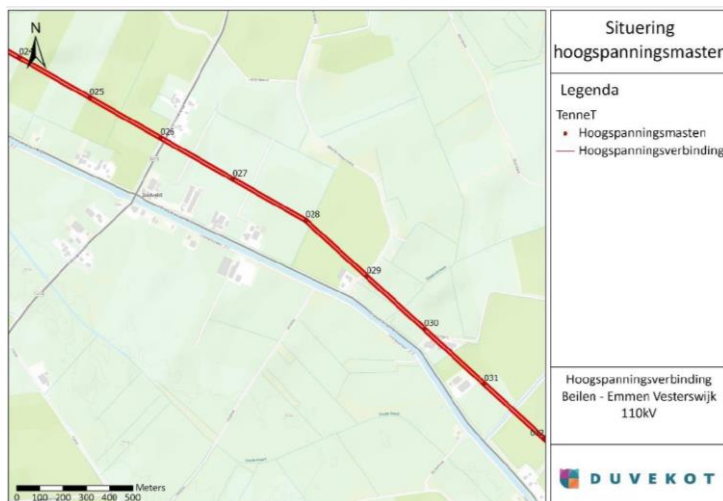 N
024
025
026
027
028
029
030
031
Meters
0 100 200 300 400 500
Situering
hoogspanningsmasten
Legenda
TenneT
Hoogspanningsmasten
Hoogspanningsverbinding
Hoogspanningsverbinding
Beilen - Emmen Vesterswijk
110kV
DUVEKOT